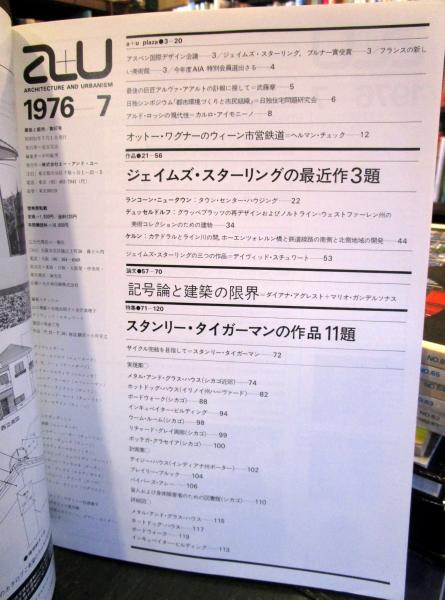 a+u
ARCHITECTURE AND URBANISM
1976 7
a+u plaza●3-20
アスペン国際デザイン会議——3／ジェイムズ・スターリング，ブルナー賞受賞——3／フランスの新し
い美術館——3／今年度AIA 特別会員選出さる——4
最後の巨匠アルヴァ・アアルトの訃報に接して＝武藤章——5
日独シンポジウム「都市環境づくりと市民組織」＝日独住宅問題研究会——6
アルド・ロッシの現代性＝カルロ・アイモニーノ——8
オットー・ワグナーのウィーン市営鉄道＝ヘルマン・チェック——12
作品●21-56
ジェイムズ・スターリングの最近作3題
ランコーン・ニュータウン：タウン・センター・ハウジング——22
デュッセルドルフ：グラッベプラッツの再デザインおよびノルトライン・ウェストファーレン州の
美術コレクションのための建物——34
ケルン：カテドラルとライン川の間，ホーエンツォレルン橋と鉄道線路の南側と北側地域の開発——44
ジェイムズ・スターリングの三つの作品＝デイヴィッド・スチュワート——53
論文●57-70
記号論と建築の限界＝ダイアナ・アグレスト＋マリオ・ガンデルソナス
特集●71-120
スタンリー・タイガーマンの作品11題
サイクル完結を目指して＝スタンリー・タイガーマン——72
実現案〇
メタル・アンド・グラス・ハウス（シカゴ近郊）——74
ホットドッグ・ハウス（イリノイ州ハーヴァード）——82
ボードウォーク（シカゴ）——88
インキュベイター・ビルディング——94
ウーム・ルーム（シカゴ）——98
リチャード・グレイ画廊（シカゴ）——99
ボッテガ・グラセイア（シカゴ）——100
計画案〇
デイジー・ハウス（インディアナ州ポーター）——102
プレイリー・ブルック——104
パイパーズ・アレー——106
盲人および身体障害者のための図書館（シカゴ）——110
詳細図〇
メタル・アンド・グラス・ハウス——115
ホットドッグ・ハウス——117
ボードウォーク——119
インキュベイター・ビルディング——113